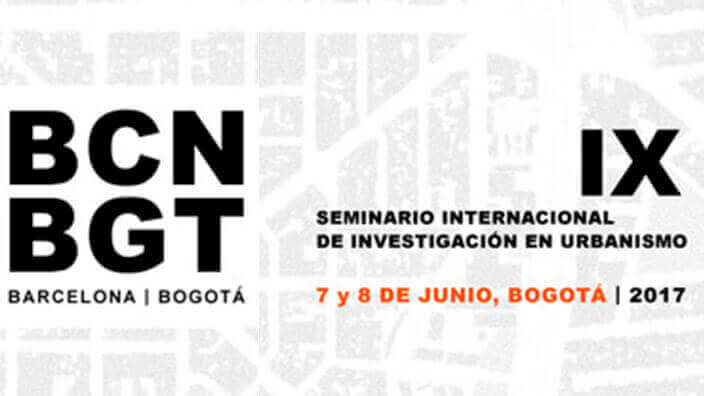 BCN
BGT
BARCELONA | BOGOTÁ
IX
SEMINARIO INTERNACIONAL
DE INVESTIGACIÓN EN URBANISMO
7 y 8 DE JUNIO, BOGOTÁ | 2017